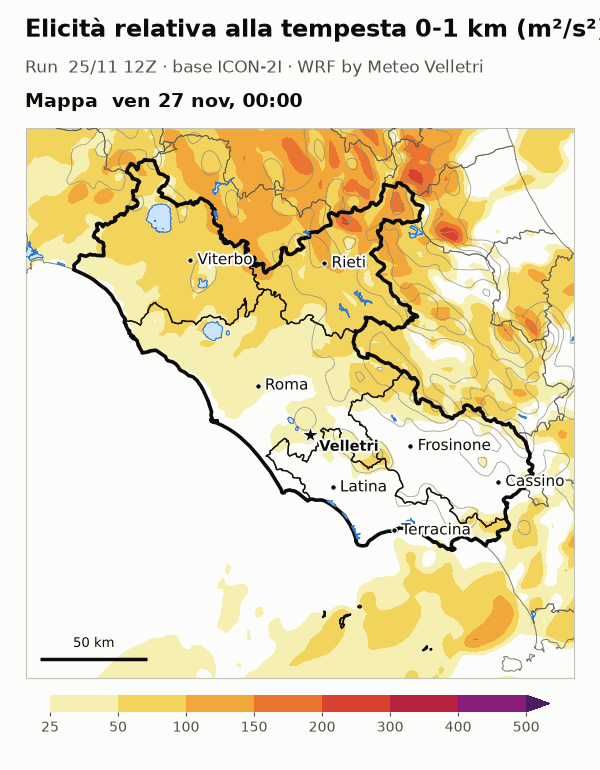 Elicità relativa alla tempesta 0-1 km (m²/s²)
Run 25/11 12Z · base ICON-2I · WRF by Meteo Velletri
Mappa ven 27 nov, 00:00
Viterbo
Rieti
Roma
Velletri
Frosinone
Latina
Cassino
Terracina
50 km
25 50 100 150 200 300 400 500